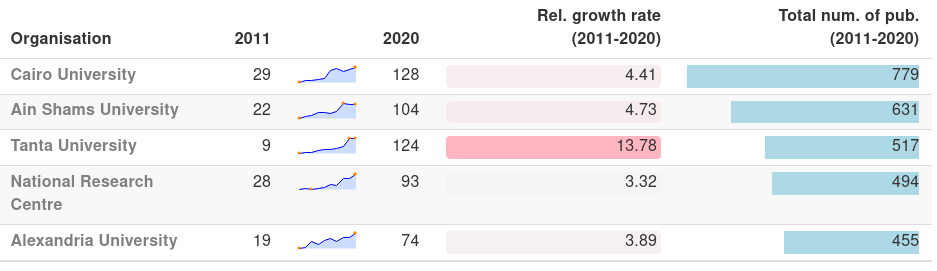 Rel. growth rate Total num. of pub.
Organisation 2011 2020 (2011-2020) (2011-2020)
Cairo University 29 128 4.41 779
Ain Shams University 22 104 4.73 631
Tanta University 9 124 13.78 517
National Research 28 93 3.32 494
Centre
Alexandria University 19 74 3.89 455